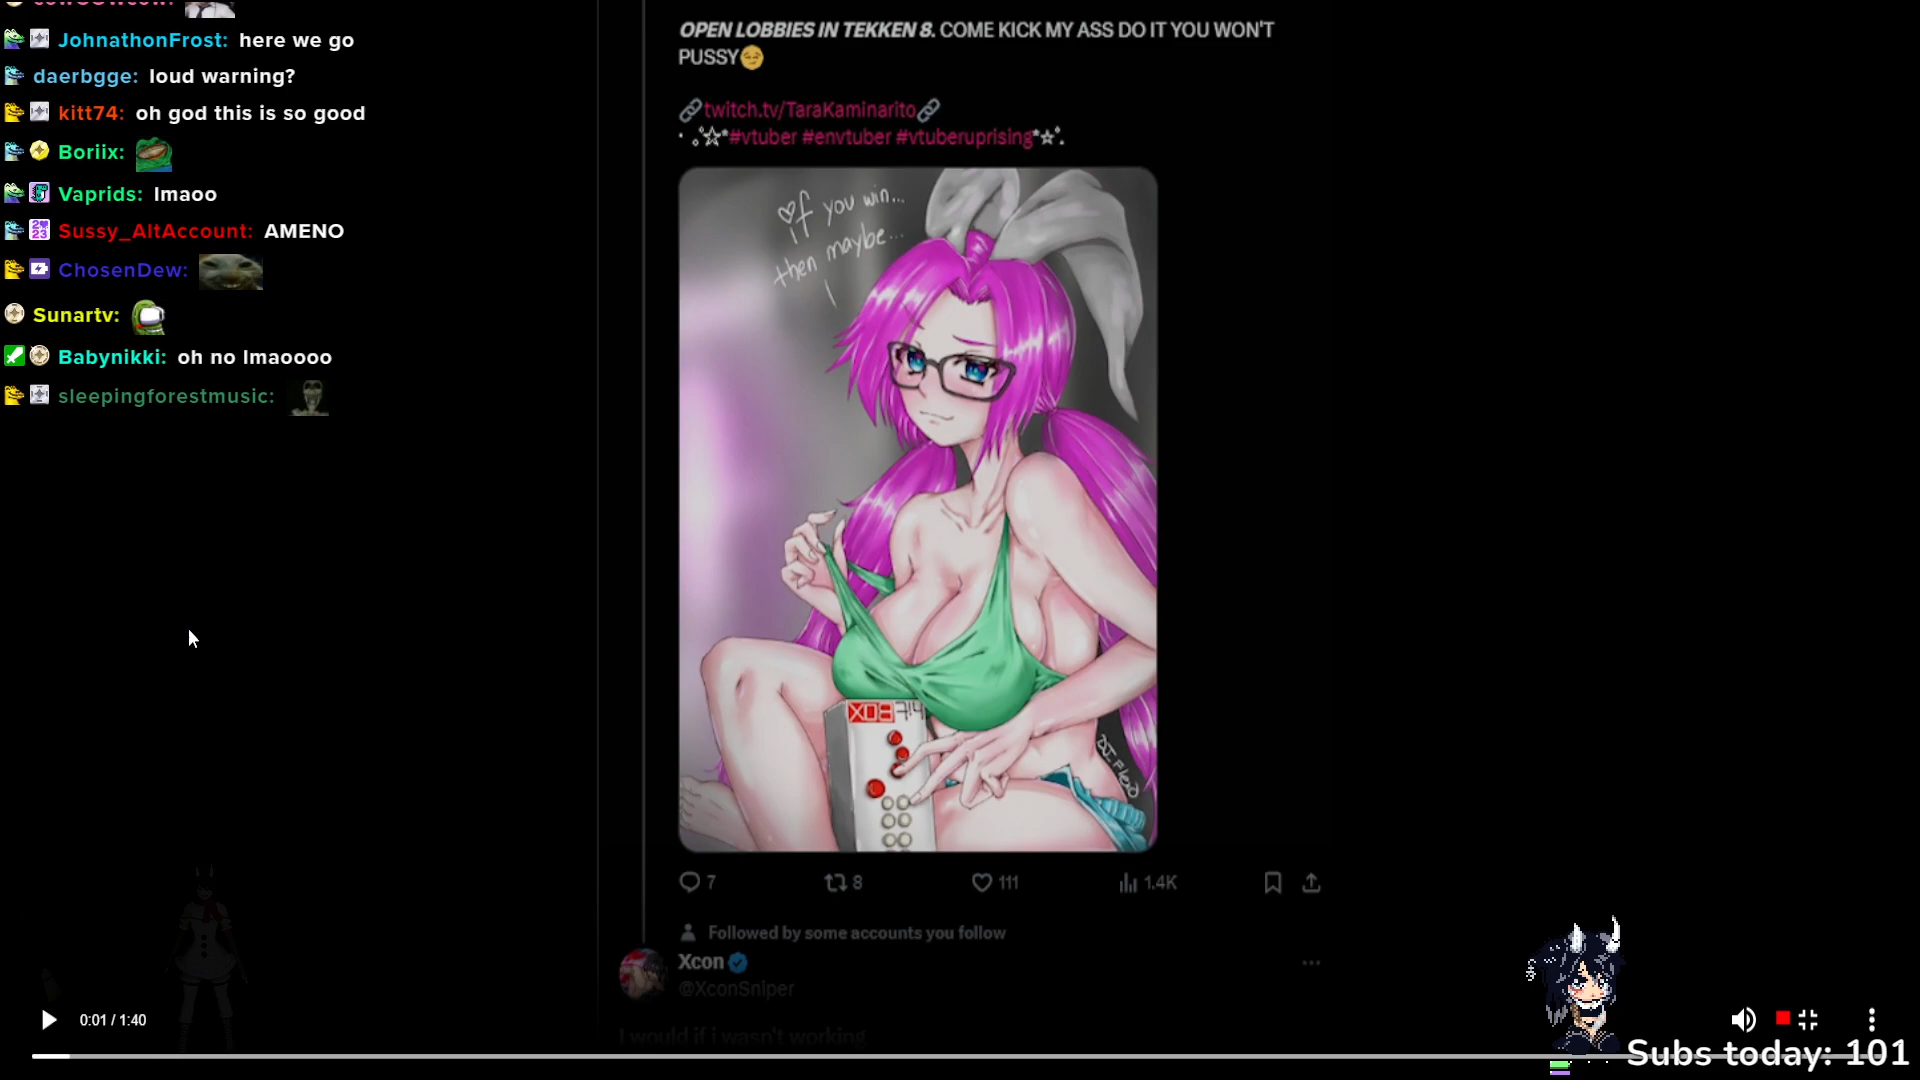 JohnathonFrost: here we go
daerbgge: loud warning?
kitt74: oh god this is so good
Boriix:
Vaprids: lmaoo
Sussy_AltAccount: AMENO
ChosenDew:
Sunartv:
Babynikki: oh no lmaoooo
sleepingforestmusic:
OPEN LOBBIES IN TEKKEN 8. COME KICK MY ASS DO IT YOU WON'T
PUSSY😏
🔗twitch.tv/TaraKaminarito🔗
#vtuber #envtuber #vtuberuprising
if you win...
then maybe...
7 8 111 1.4K
Followed by some accounts you follow
Xcon
@XconSniper
I would if i wasn't working
0:01 / 1:40
Subs today: 101